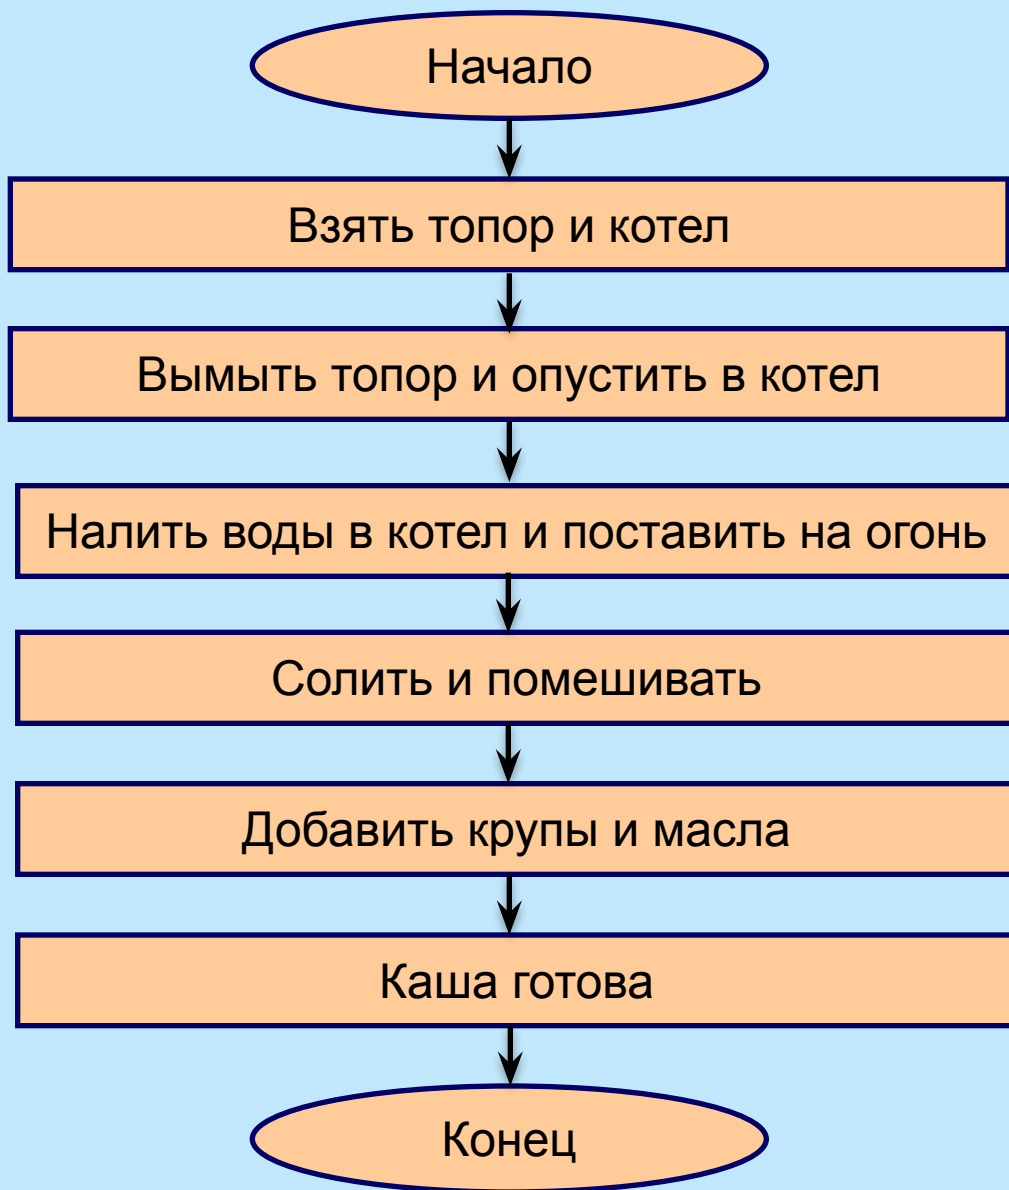 Начало
Взять топор и котел
Вымыть топор и опустить в котел
Налить воды в котел и поставить на огонь
Солить и помешивать
Добавить крупы и масла
Каша готова
Конец